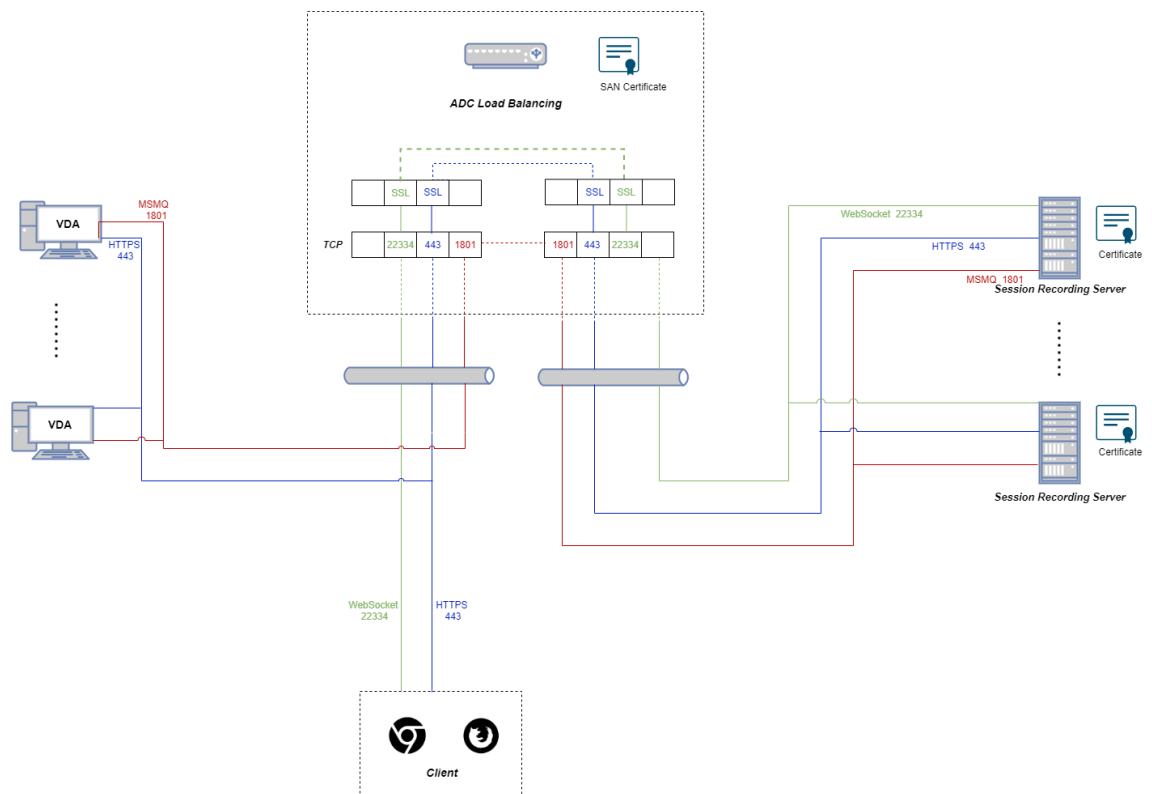 SAN Certificate
ADC Load Balancing
SSL SSL
SSL SSL
TCP
22334 443 1801
1801 443 22334
VDA
MSMQ
1801
HTTPS
443
VDA
WebSocket 22334
HTTPS 443
MSMQ 1801
Certificate
Session Recording Server
Certificate
Session Recording Server
WebSocket
22334
HTTPS
443
Client